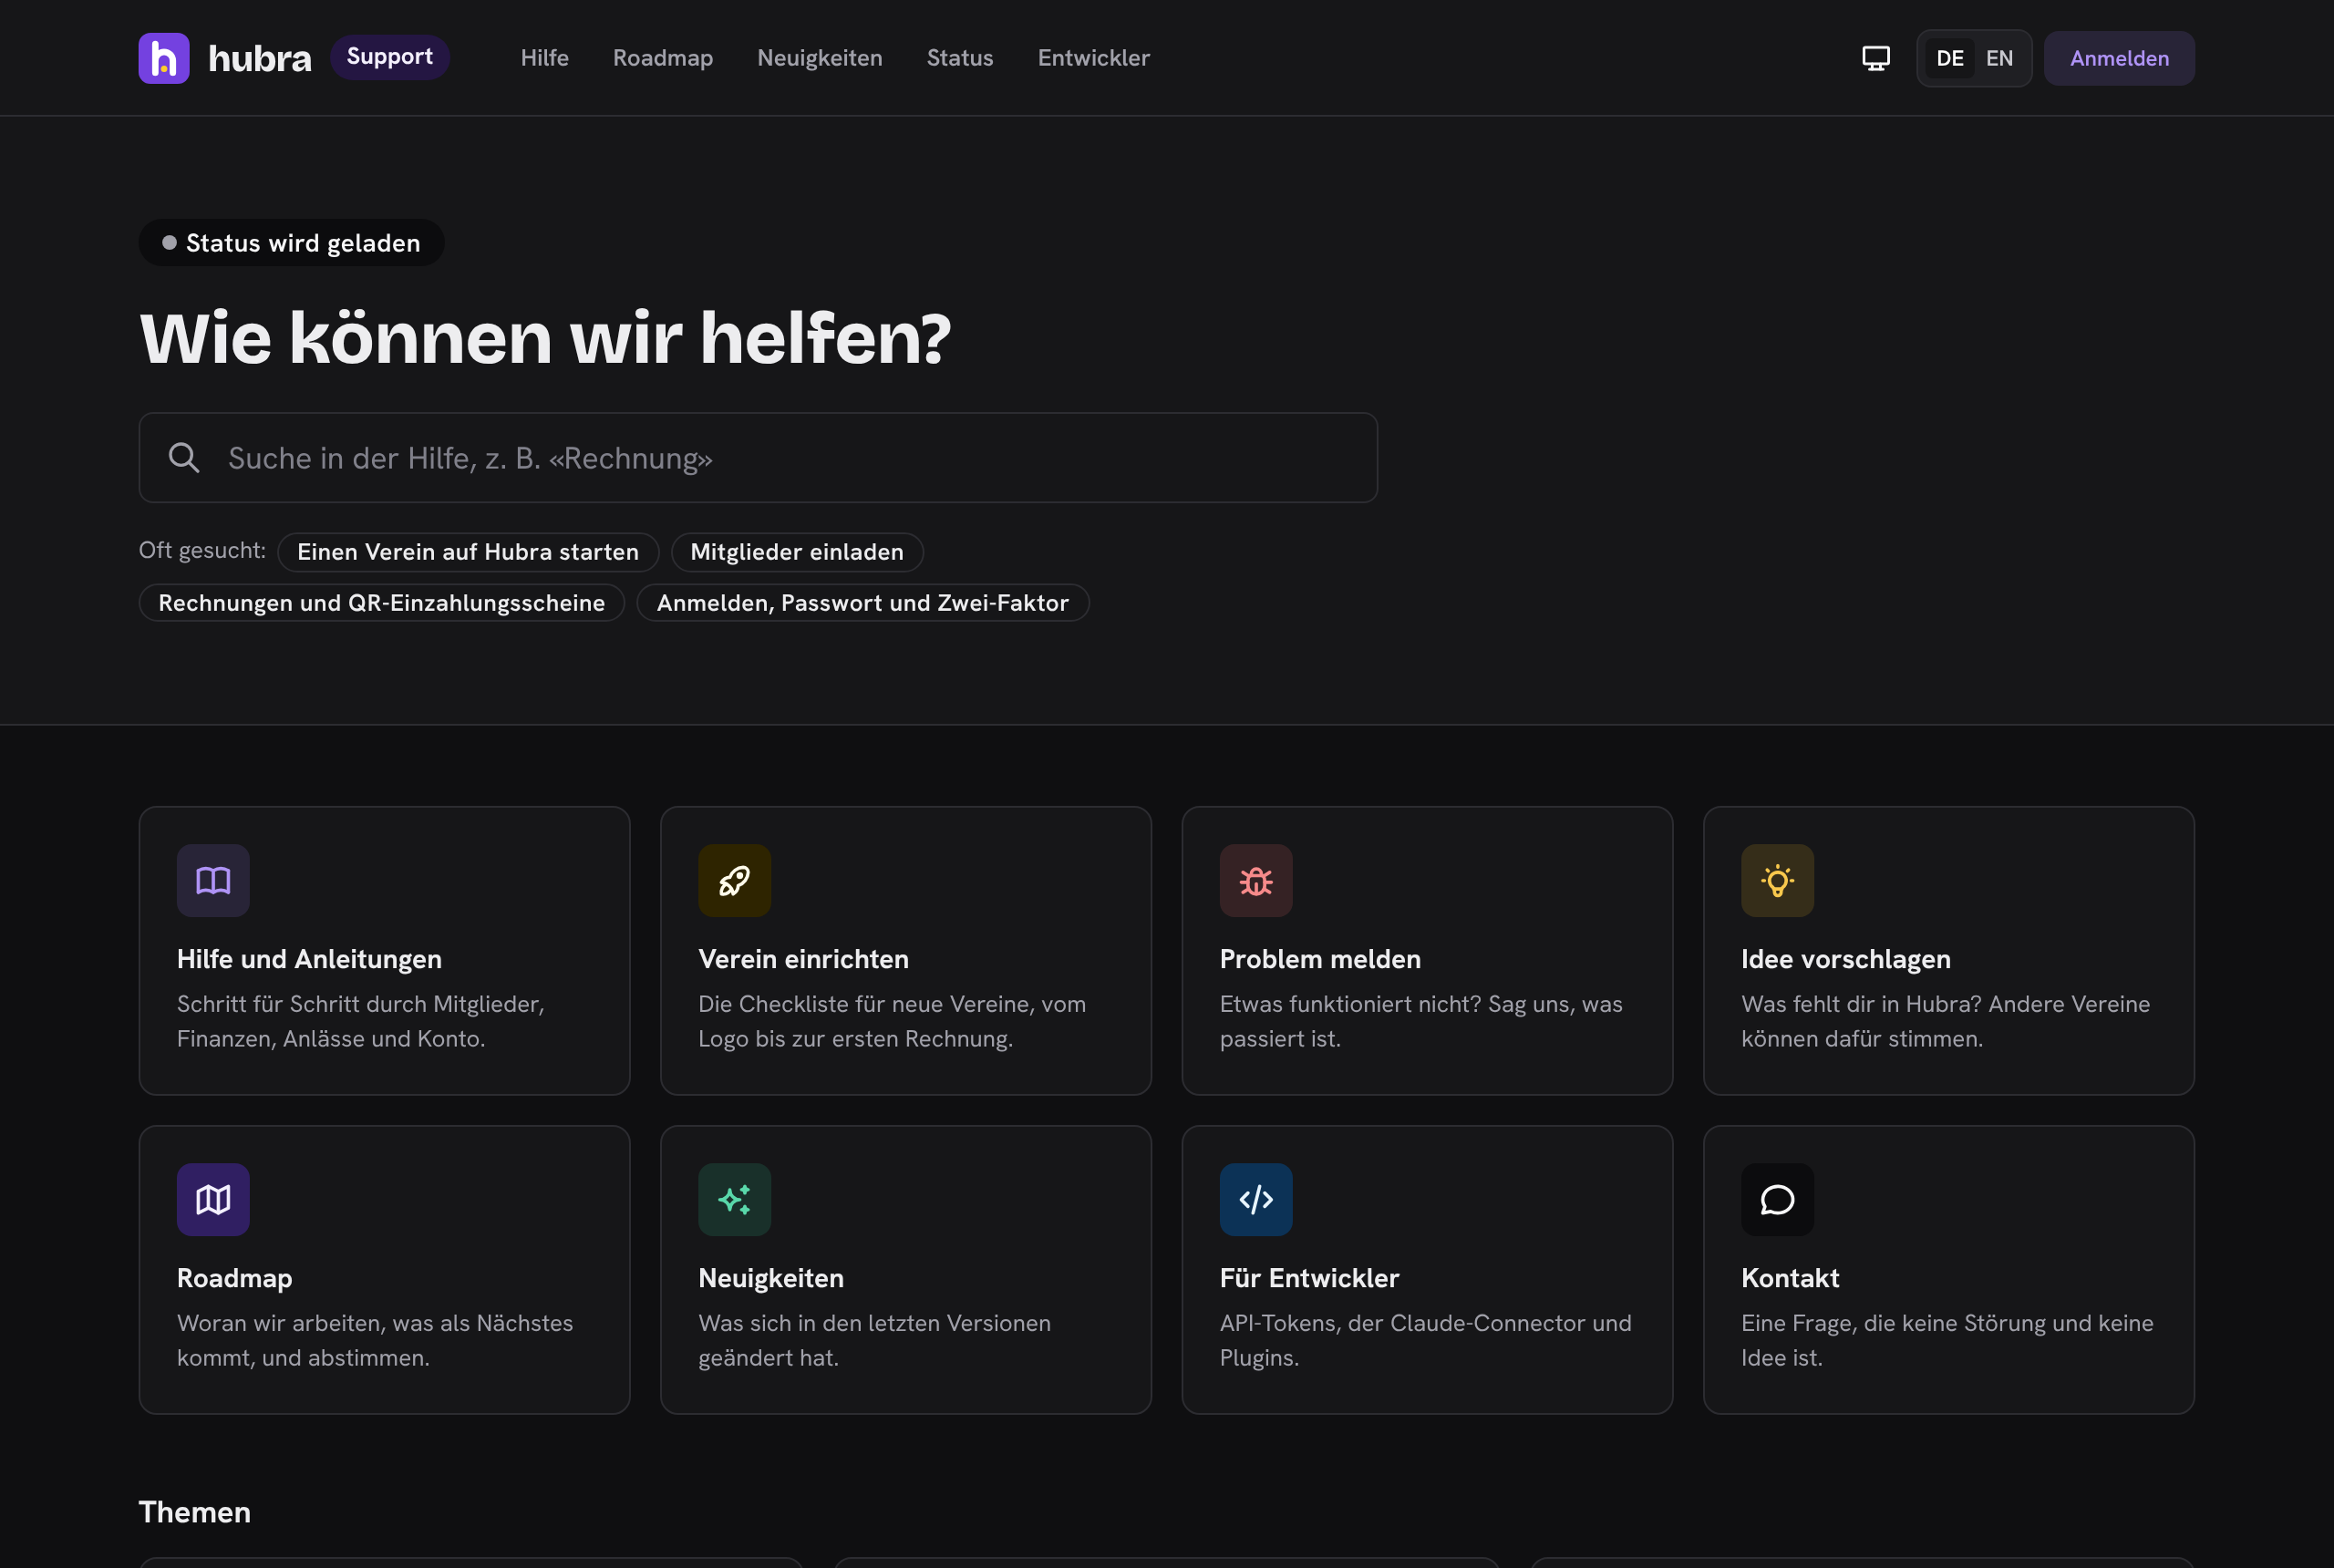 hubra Support Hilfe Roadmap Neuigkeiten Status Entwickler DE EN Anmelden
Status wird geladen
Wie können wir helfen?
Suche in der Hilfe, z. B. «Rechnung»
Oft gesucht: Einen Verein auf Hubra starten Mitglieder einladen
Rechnungen und QR-Einzahlungsscheine Anmelden, Passwort und Zwei-Faktor
Hilfe und Anleitungen
Schritt für Schritt durch Mitglieder,
Finanzen, Anlässe und Konto.
Verein einrichten
Die Checkliste für neue Vereine, vom
Logo bis zur ersten Rechnung.
Problem melden
Etwas funktioniert nicht? Sag uns, was
passiert ist.
Idee vorschlagen
Was fehlt dir in Hubra? Andere Vereine
können dafür stimmen.
Roadmap
Woran wir arbeiten, was als Nächstes
kommt, und abstimmen.
Neuigkeiten
Was sich in den letzten Versionen
geändert hat.
Für Entwickler
API-Tokens, der Claude-Connector und
Plugins.
Kontakt
Eine Frage, die keine Störung und keine
Idee ist.
Themen